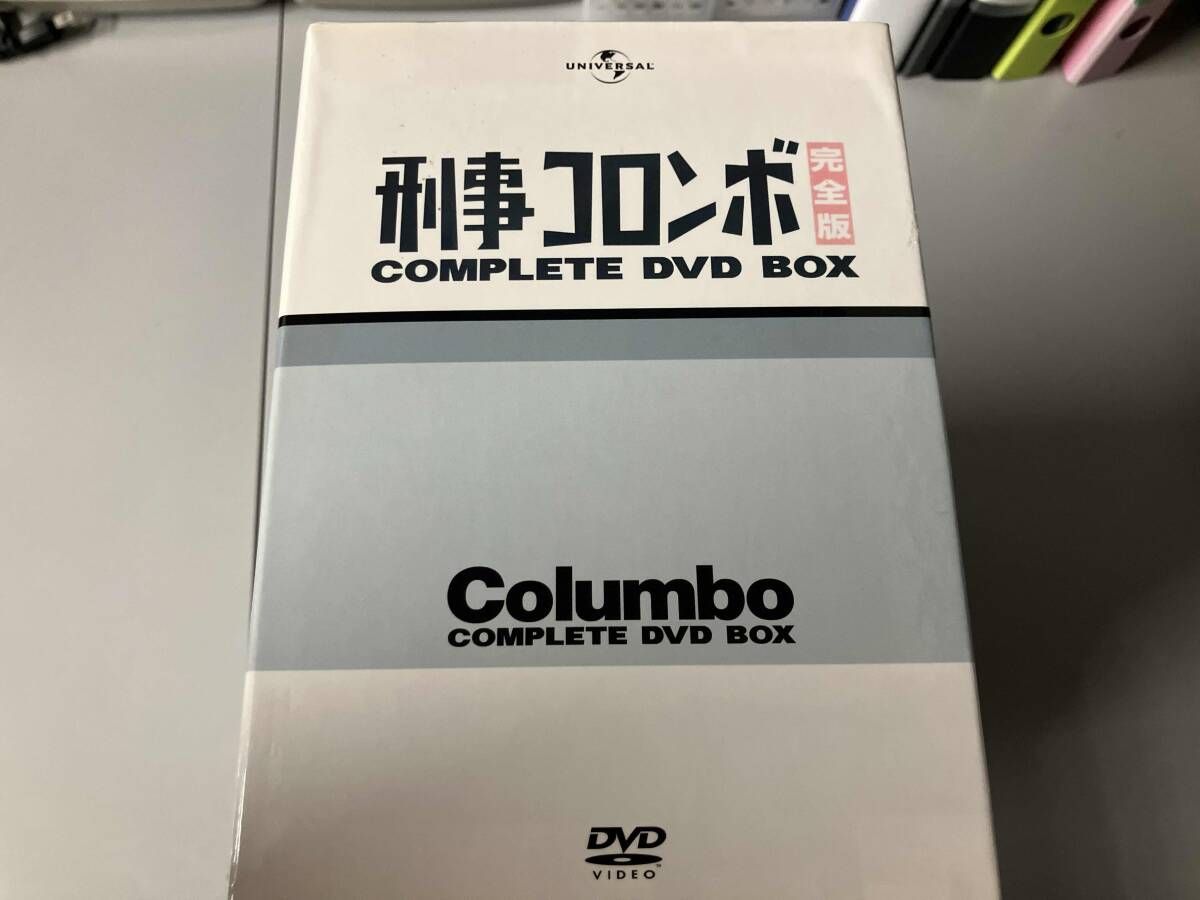 UNIVERSAL
刑事コロンボ
完全版
COMPLETE DVD BOX
Columbo
COMPLETE DVD BOX
DVD
VIDEO